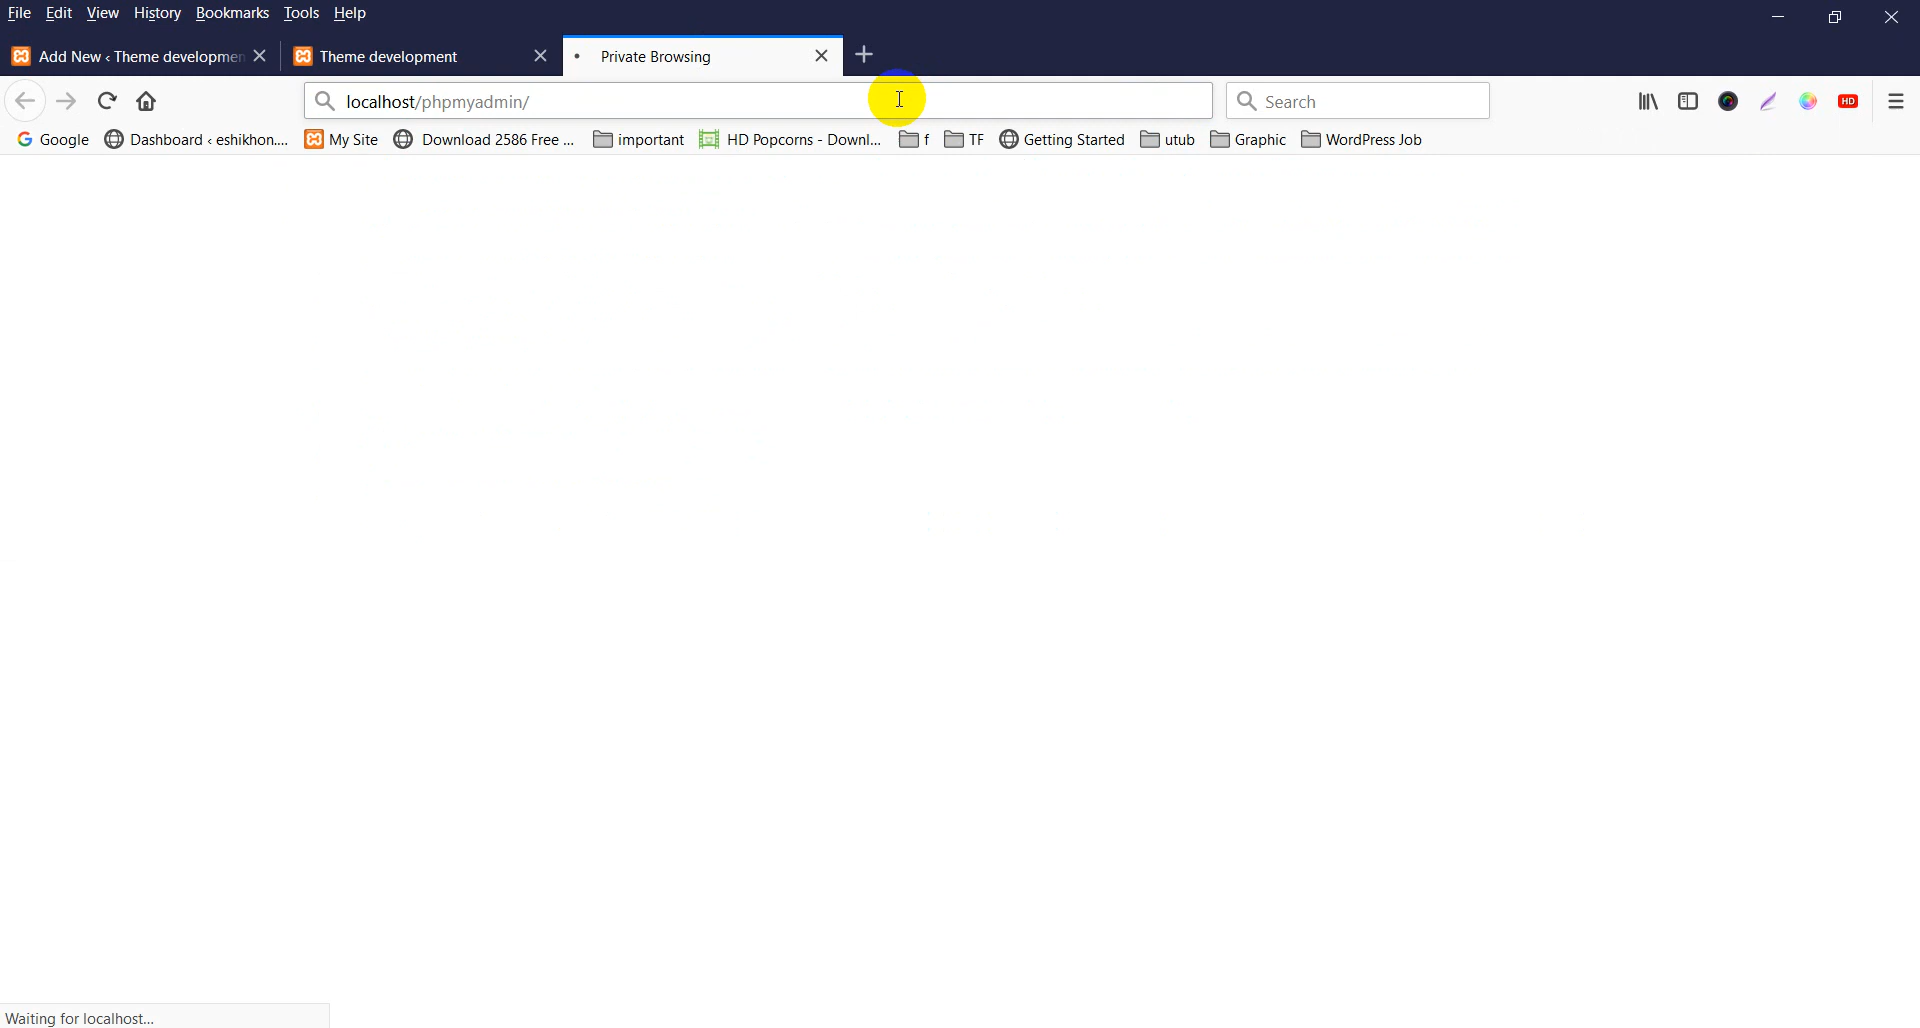 File Edit View History Bookmarks Tools Help
Add New ‹ Theme developmen Theme development Private Browsing
localhost/phpmyadmin/ Search HD
Google Dashboard ‹ eshikhon.... My Site Download 2586 Free ... important HD Popcorns - Downl... f TF Getting Started utub Graphic WordPress Job
Waiting for localhost...